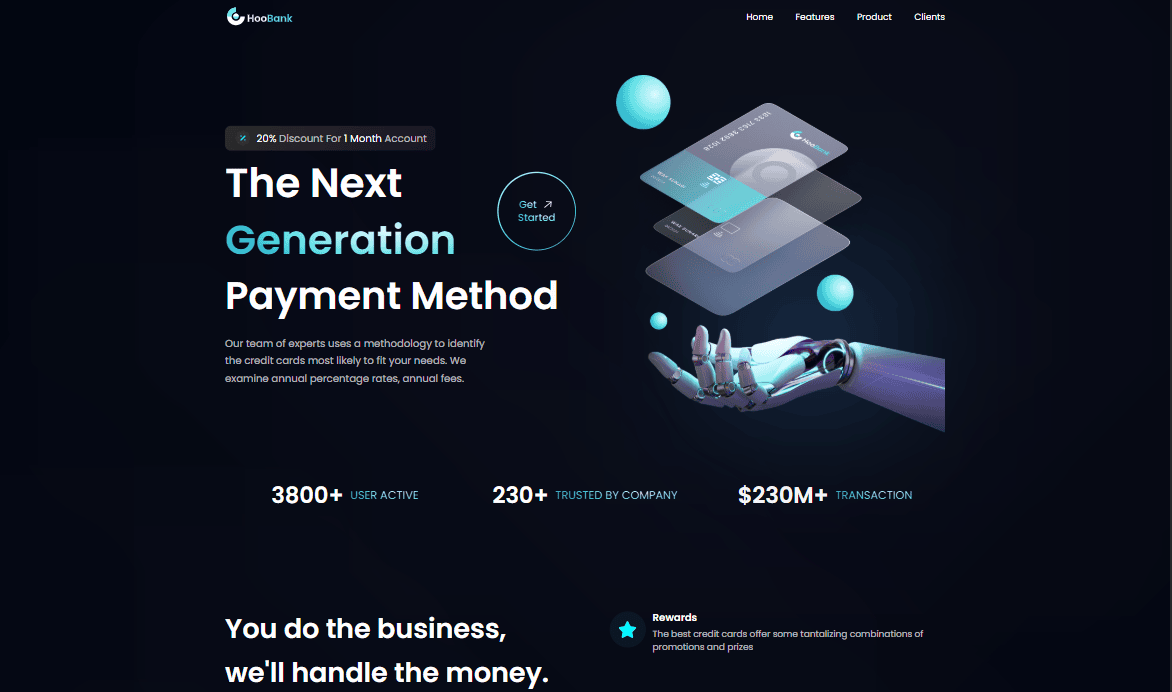 HooBank
Home Features Product Clients
20% Discount For 1 Month Account
The Next
Generation
Payment Method
Get
Started
Our team of experts uses a methodology to identify
the credit cards most likely to fit your needs. We
examine annual percentage rates, annual fees.
HooBank
3800+ USER ACTIVE
230+ TRUSTED BY COMPANY
$230M+ TRANSACTION
You do the business,
we'll handle the money.
Rewards
The best credit cards offer some tantalizing combinations of
promotions and prizes